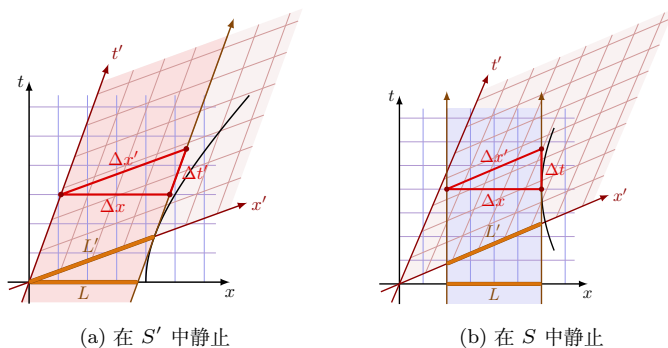 t
t′
Δx′
Δt′
Δx
x′
L′
L
x
(a) 在 S′ 中静止
t
t′
Δx′
Δt
Δx
x′
L′
L
x
(b) 在 S 中静止